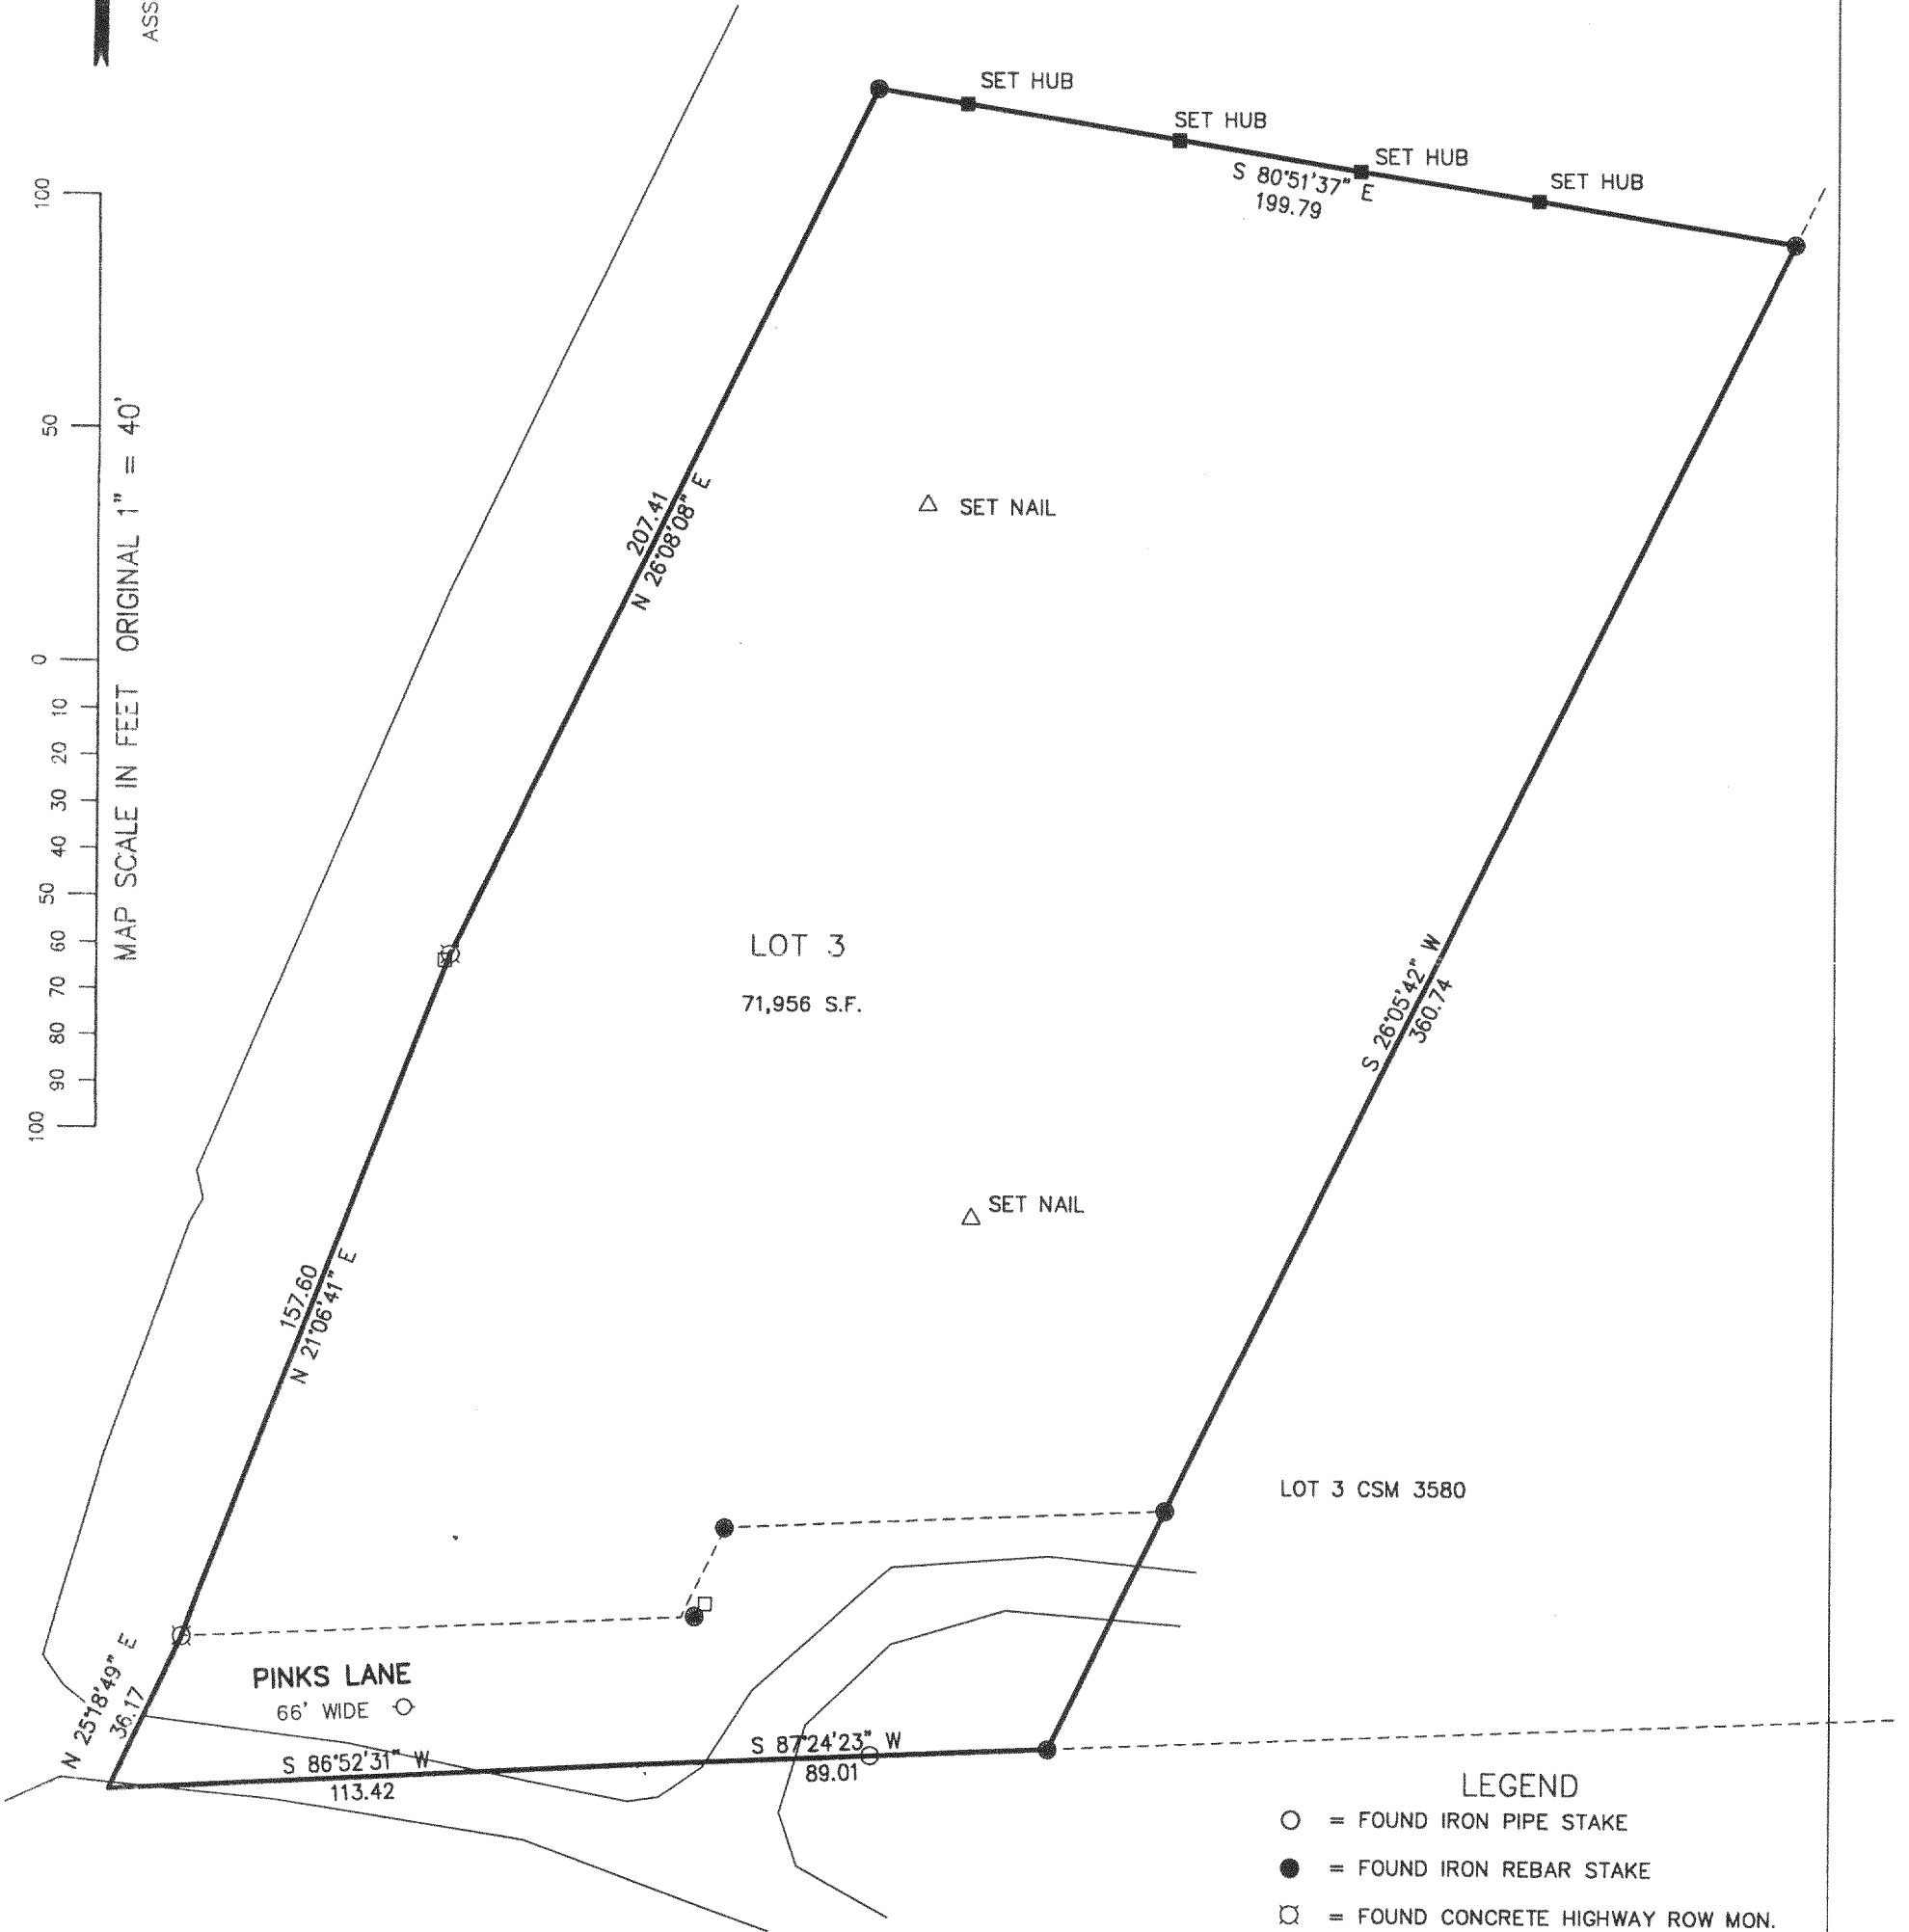 ASS
SET HUB
SET HUB
SET HUB
SET HUB
S 80°51'37" E
199.79
100
50
0
10
20
30
40
50
60
70
80
90
100
MAP SCALE IN FEET ORIGINAL 1" = 40'
207.41
N 26°08'08" E
SET NAIL
LOT 3
71,956 S.F.
S 26°05'42" W
360.74
SET NAIL
157.60
N 21°06'41" E
LOT 3 CSM 3580
N 25°18'49" E
36.17
PINKS LANE
66' WIDE
S 86°52'31" W
113.42
S 87°24'23" W
89.01
LEGEND
= FOUND IRON PIPE STAKE
= FOUND IRON REBAR STAKE
= FOUND CONCRETE HIGHWAY ROW MON.